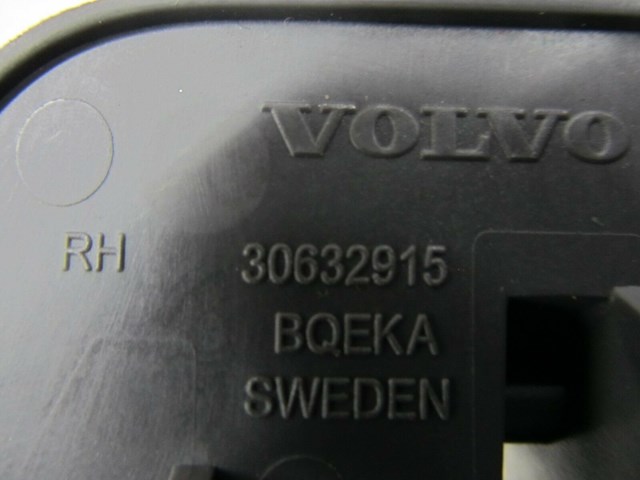 VOLVO
RH 30632915
BQEKA
SWEDEN